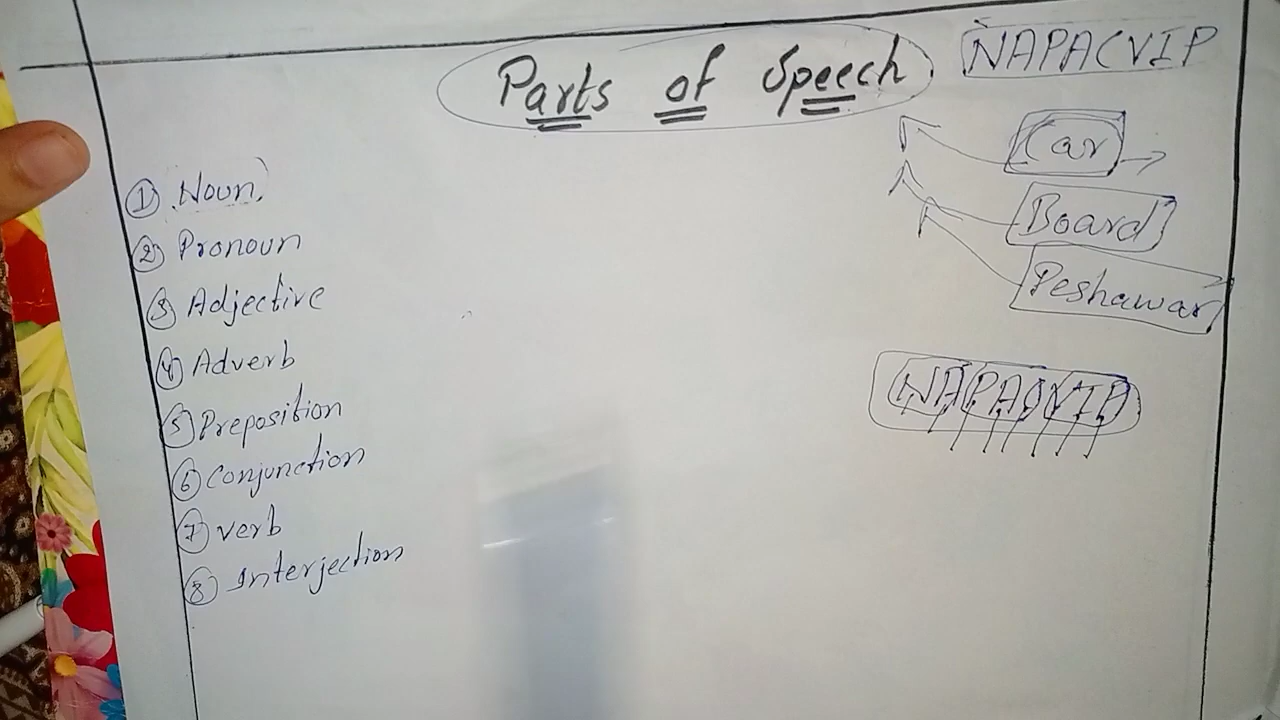 Parts of Speech
NAPACVIP
Car
Board
Peshawar
NAPACVIP
① Noun
② Pronoun
③ Adjective
④ Adverb
⑤ Preposition
⑥ Conjunction
⑦ verb
⑧ Interjection